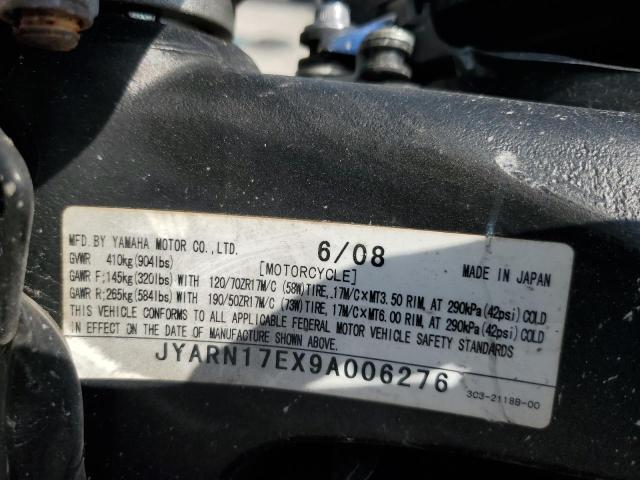 6/08
MFD.BY YAMAHA MOTOR CO.,LTD.
[MOTORCYCLE]
MADE IN JAPAN
GVWR 410kg(904lbs)
GAWR F:145kg(320lbs)WITH 120/70ZR17M/C (58W)TIRE,17M/C×MT3.50 RIM, AT 290kPa(42psi)COLD
GAWR R:265kg(584lbs)WITH 190/50ZR17M/C (73W)TIRE, 17M/C×MT6.00 RIM, AT 290kPa(42psi)COLD
THIS VEHICLE CONFORMS TO ALL APPLICABLE FEDERAL MOTOR VEHICLE SAFETY STANDARDS
IN EFFECT ON THE DATE OF MANUFACTURE SHOWN ABOVE.
JYARN17EX9A006276
3C3-2118B-00